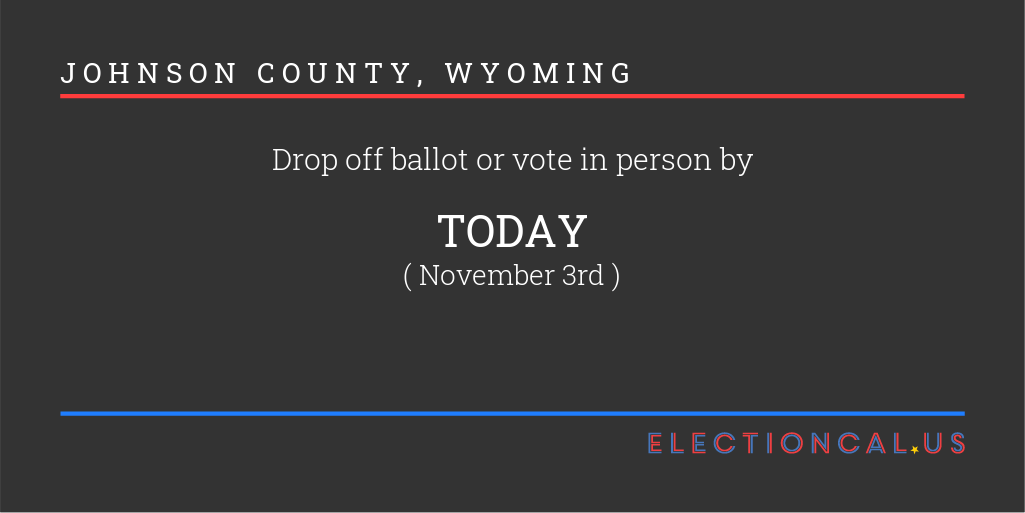 JOHNSON COUNTY, WYOMING
Drop off ballot or vote in person by
TODAY
( November 3rd )
ELECTIONCAL.US